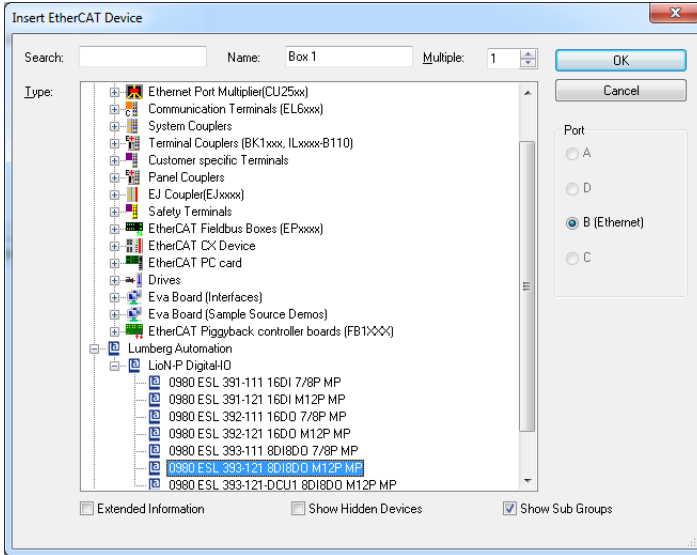 Insert EtherCAT Device
Search: Name: Box 1 Multiple: 1 OK
Type: Cancel
Ethernet Port Multiplier(CU25xx)
Communication Terminals (EL6xxx)
System Couplers
Terminal Couplers (BK1xxx, ILxxxx-B110)
Customer specific Terminals
Panel Couplers
EJ Coupler(EJxxxx)
Safety Terminals
EtherCAT Fieldbus Boxes (EPxxxx)
EtherCAT CX Device
EtherCAT PC card
Drives
Eva Board (Interfaces)
Eva Board (Sample Source Demos)
EtherCAT Piggyback controller boards (FB1XXX)
Lumberg Automation
LioN-P Digital-IO
0980 ESL 391-111 16DI 7/8P MP
0980 ESL 391-121 16DI M12P MP
0980 ESL 392-111 16DO 7/8P MP
0980 ESL 392-121 16DO M12P MP
0980 ESL 393-111 8DI8DO 7/8P MP
0980 ESL 393-121 8DI8DO M12P MP
0980 ESL 393-121-DCU1 8DI8DO M12P MP
Port
A
D
B (Ethernet)
C
Extended Information Show Hidden Devices Show Sub Groups